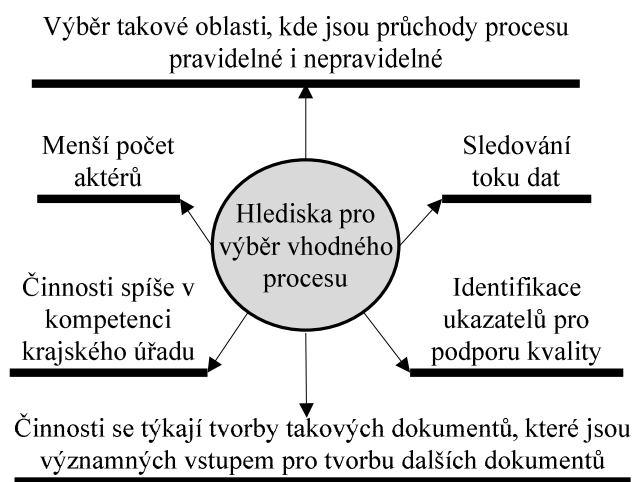 Výběr takové oblasti, kde jsou průchody procesu
pravidelné i nepravidelné
Menší počet
aktérů
Sledování
toku dat
Hlediska pro
výběr vhodného
procesu
Činnosti spíše v
kompetenci
krajského úřadu
Identifikace
ukazatelů pro
podporu kvality
Činnosti se týkají tvorby takových dokumentů, které jsou
významných vstupem pro tvorbu dalších dokumentů